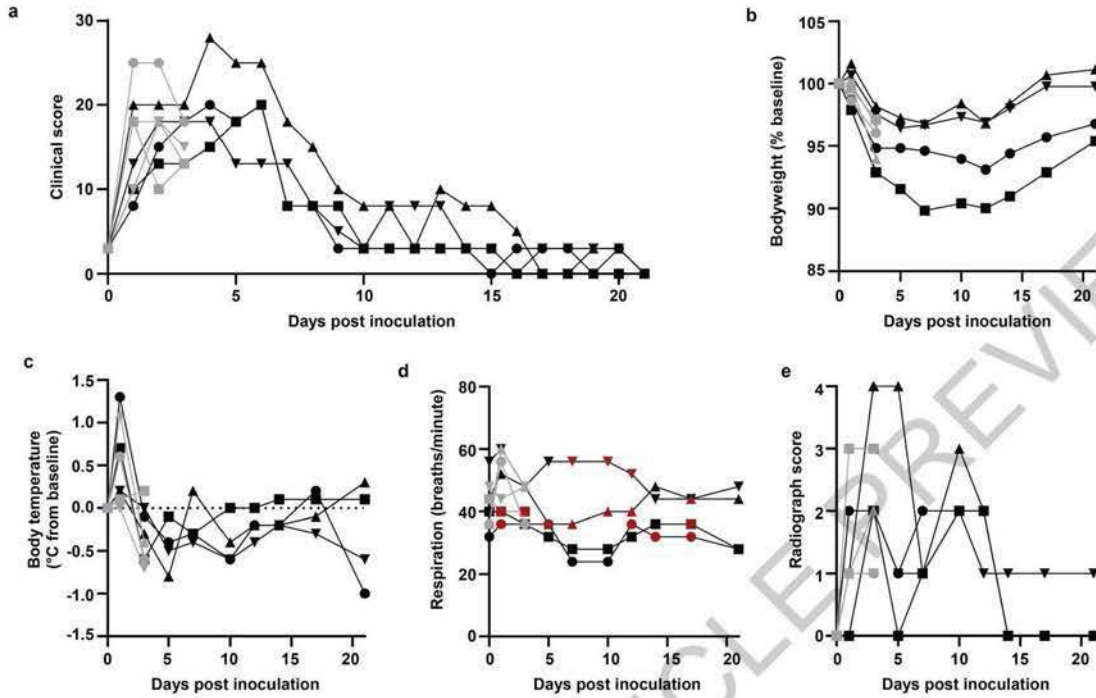 a
Clinical score
30
20
10
0
0 5 10 15 20
Days post inoculation
b
Bodyweight (% baseline)
105
100
95
90
85
0 5 10 15 20
Days post inoculation
c
Body temperature
(°C from baseline)
1.5
1.0
0.5
0.0
-0.5
-1.0
-1.5
0 5 10 15 20
Days post inoculation
d
Respiration (breaths/minute)
80
60
40
20
0
0 5 10 15 20
Days post inoculation
e
Radiograph score
4
3
2
1
0
0 5 10 15 20
Days post inoculation
CLE PREVIE